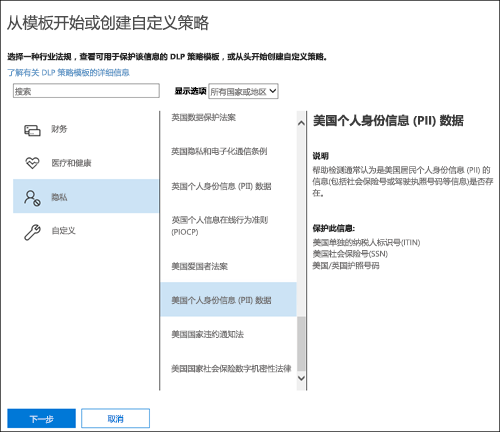 从模板开始或创建自定义策略
选择一种行业法规，查看可用于保护该信息的 DLP 策略模板，或从头开始创建自定义策略。
了解有关 DLP 策略模板的详细信息
搜索
显示选项
所有国家或地区
财务
医疗和健康
隐私
自定义
英国数据保护法案
英国隐私和电子化通信条例
英国个人身份信息 (PII) 数据
英国个人信息在线行为准则
(PIOCP)
美国爱国者法案
美国个人身份信息 (PII) 数据
美国国家违约通知法
美国国家社会保险数字机密性法律
美国个人身份信息 (PII) 数据
说明
帮助检测通常认为是美国居民个人身份信息 (PII) 的
信息(包括社会保险号或驾驶执照号码等信息)是否存
在。
保护此信息:
美国单独的纳税人标识号(ITIN)
美国社会保险号(SSN)
美国/英国护照号码
下一步
取消